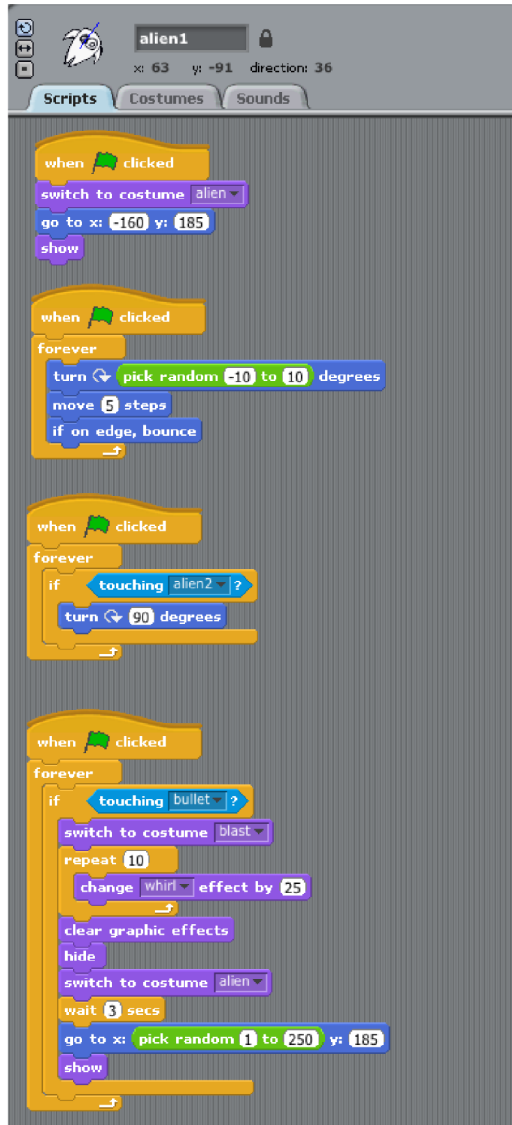 alien1
x: 63 y: -91 direction: 36
Scripts Costumes Sounds
when clicked
switch to costume alien
go to x: -160 y: 185
show
when clicked
forever
turn pick random -10 to 10 degrees
move 5 steps
if on edge, bounce
when clicked
forever
if touching alien2 ?
turn 90 degrees
when clicked
forever
if touching bullet ?
switch to costume blast
repeat 10
change whirl effect by 25
clear graphic effects
hide
switch to costume alien
wait 3 secs
go to x: pick random 1 to 250 y: 185
show